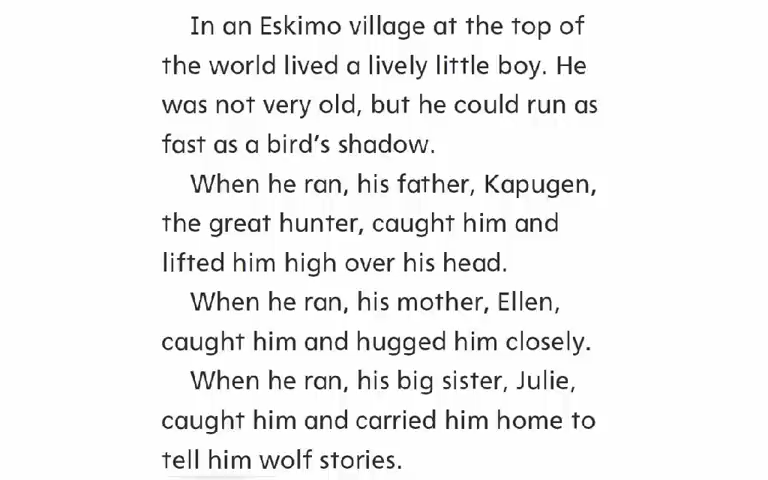 In an Eskimo village at the top of
the world lived a lively little boy. He
was not very old, but he could run as
fast as a bird's shadow.
When he ran, his father, Kapugen,
the great hunter, caught him and
lifted him high over his head.
When he ran, his mother, Ellen,
caught him and hugged him closely.
When he ran, his big sister, Julie,
caught him and carried him home to
tell him wolf stories.